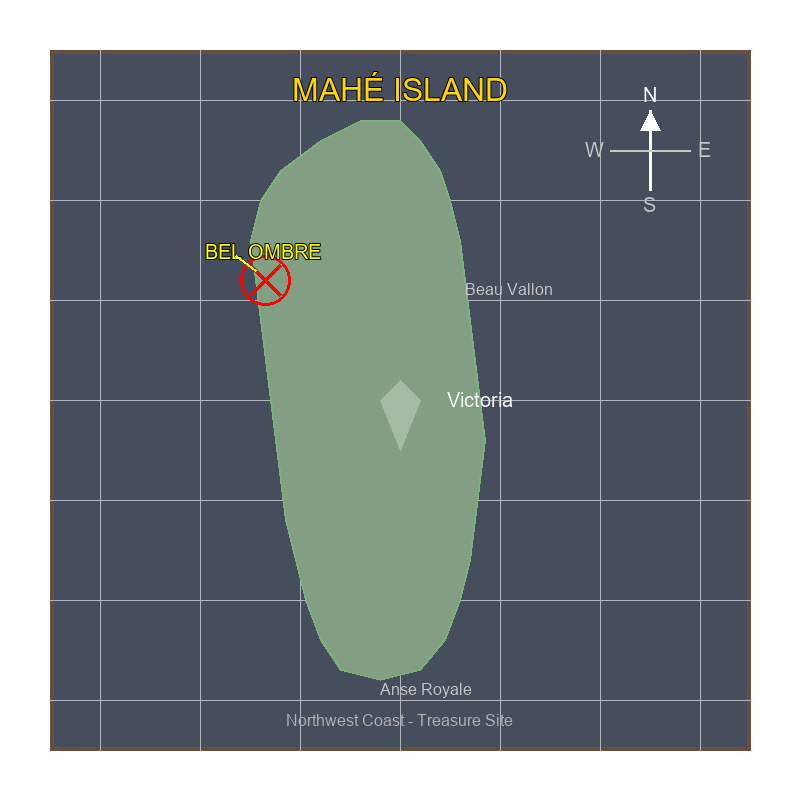 MAHÉ ISLAND
N
W
E
S
BEL OMBRE
Beau Vallon
Victoria
Anse Royale
Northwest Coast - Treasure Site